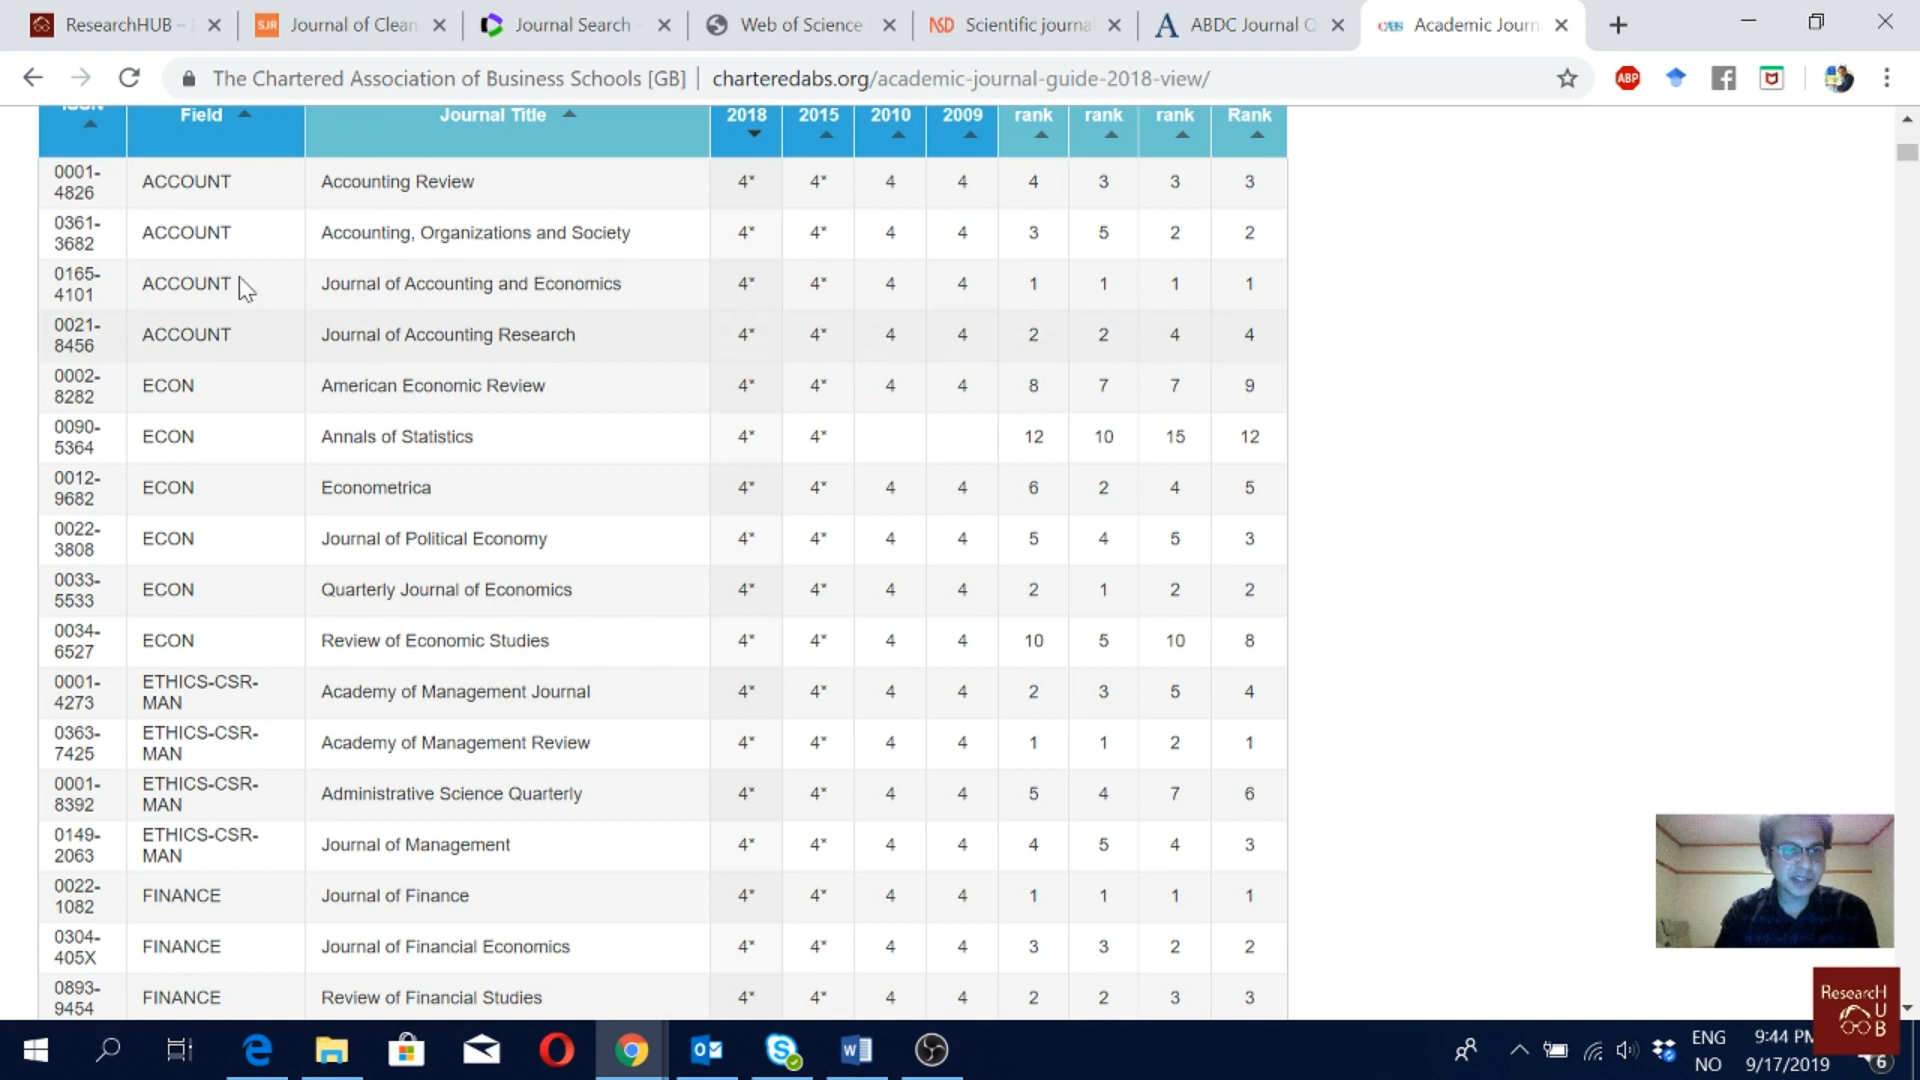 ResearchHUB –
SJR Journal of Clean
Journal Search -
Web of Science
NSD Scientific journal
A ABDC Journal Q
CABS Academic Journ
The Chartered Association of Business Schools [GB] | charteredabs.org/academic-journal-guide-2018-view/
ABP
Field Journal Title 2018 2015 2010 2009 rank rank rank Rank
0001-4826 ACCOUNT Accounting Review 4* 4* 4 4 4 3 3 3
0361-3682 ACCOUNT Accounting, Organizations and Society 4* 4* 4 4 3 5 2 2
0165-4101 ACCOUNT Journal of Accounting and Economics 4* 4* 4 4 1 1 1 1
0021-8456 ACCOUNT Journal of Accounting Research 4* 4* 4 4 2 2 4 4
0002-8282 ECON American Economic Review 4* 4* 4 4 8 7 7 9
0090-5364 ECON Annals of Statistics 4* 4* 12 10 15 12
0012-9682 ECON Econometrica 4* 4* 4 4 6 2 4 5
0022-3808 ECON Journal of Political Economy 4* 4* 4 4 5 4 5 3
0033-5533 ECON Quarterly Journal of Economics 4* 4* 4 4 2 1 2 2
0034-6527 ECON Review of Economic Studies 4* 4* 4 4 10 5 10 8
0001-4273 ETHICS-CSR-MAN Academy of Management Journal 4* 4* 4 4 2 3 5 4
0363-7425 ETHICS-CSR-MAN Academy of Management Review 4* 4* 4 4 1 1 2 1
0001-8392 ETHICS-CSR-MAN Administrative Science Quarterly 4* 4* 4 4 5 4 7 6
0149-2063 ETHICS-CSR-MAN Journal of Management 4* 4* 4 4 4 5 4 3
0022-1082 FINANCE Journal of Finance 4* 4* 4 4 1 1 1 1
0304-405X FINANCE Journal of Financial Economics 4* 4* 4 4 3 3 2 2
0893-9454 FINANCE Review of Financial Studies 4* 4* 4 4 2 2 3 3
ResearcH
U
B
ENG
NO
9:44 PM
9/17/2019
6